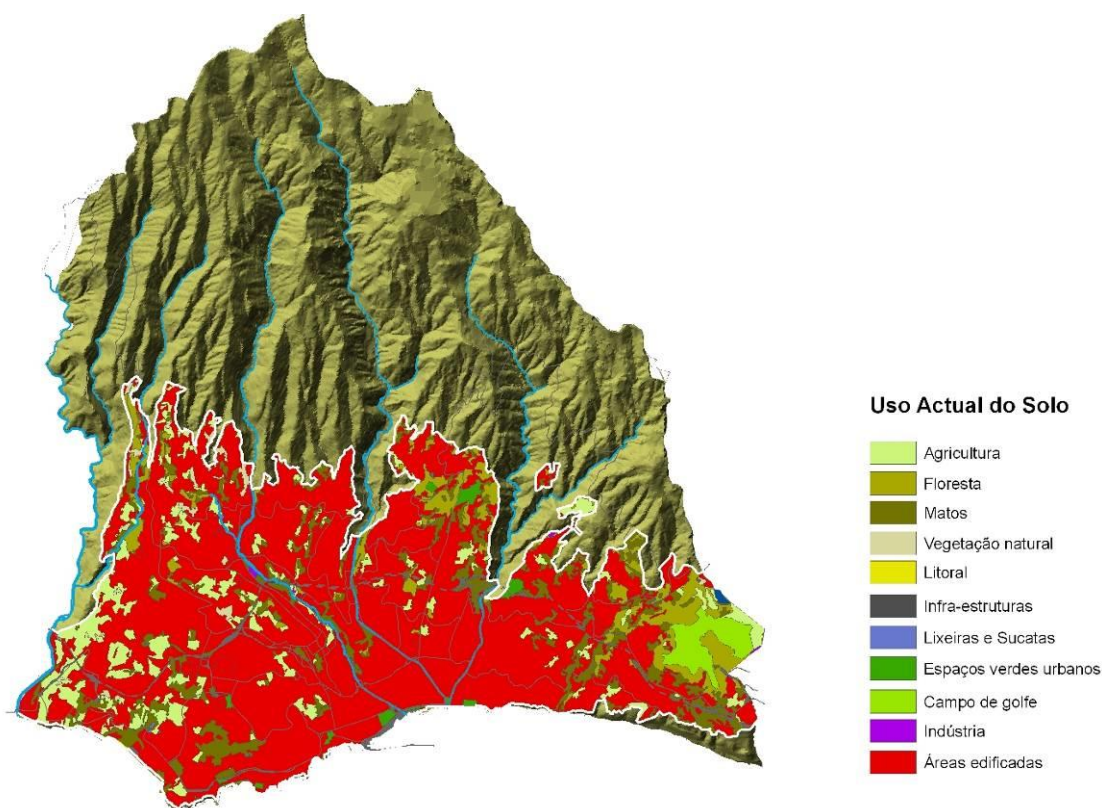 Uso Actual do Solo
Agricultura
Floresta
Matos
Vegetação natural
Litoral
Infra-estruturas
Lixeiras e Sucatas
Espaços verdes urbanos
Campo de golfe
Indústria
Áreas edificadas